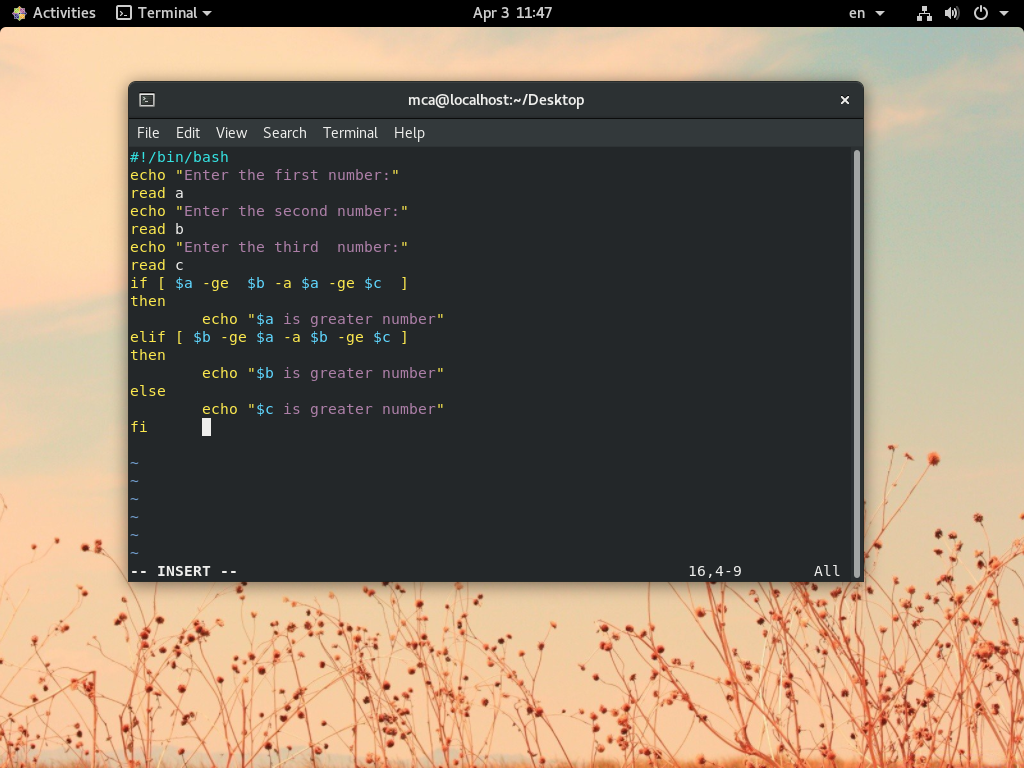 Activities Terminal Apr 3 11:47 en
mca@localhost:~/Desktop
File Edit View Search Terminal Help
#!/bin/bash
echo "Enter the first number:"
read a
echo "Enter the second number:"
read b
echo "Enter the third  number:"
read c
if [ $a -ge  $b -a $a -ge $c  ]
then
        echo "$a is greater number"
elif [ $b -ge $a -a $b -ge $c ]
then
        echo "$b is greater number"
else
        echo "$c is greater number"
fi
~
~
~
~
~
~
-- INSERT -- 16,4-9 All